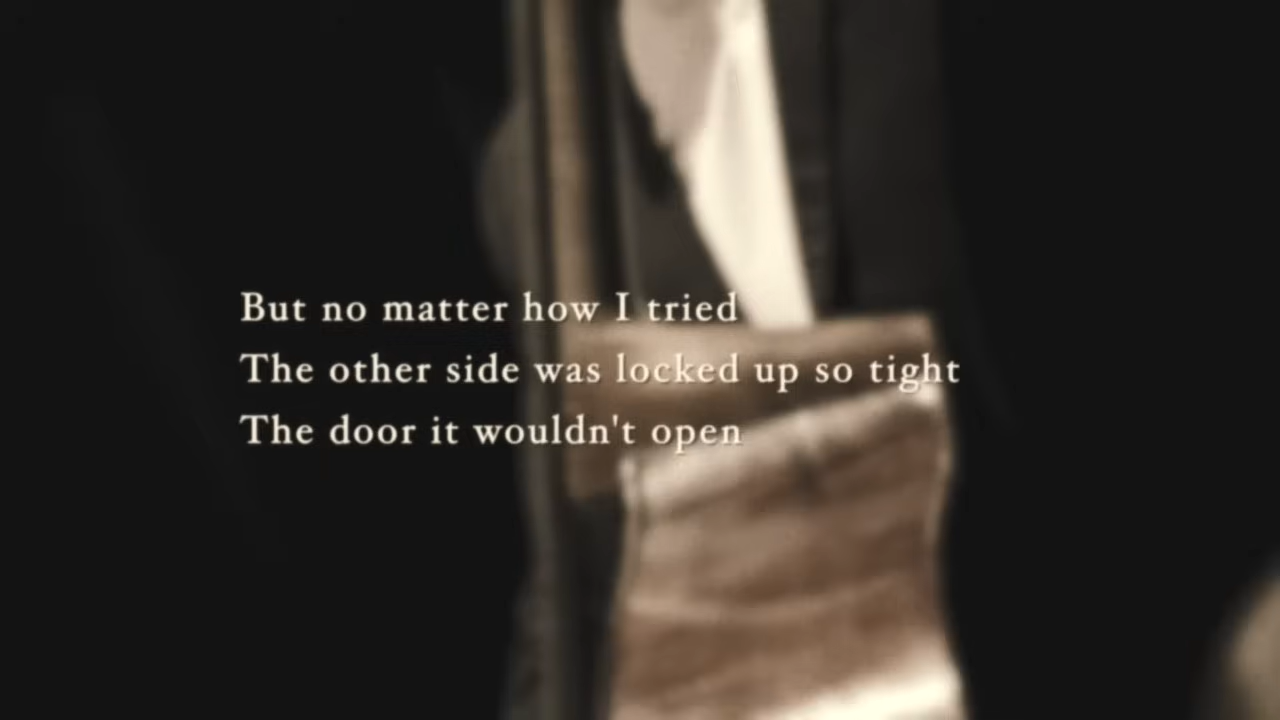 But no matter how I tried
The other side was locked up so tight
The door it wouldn't open